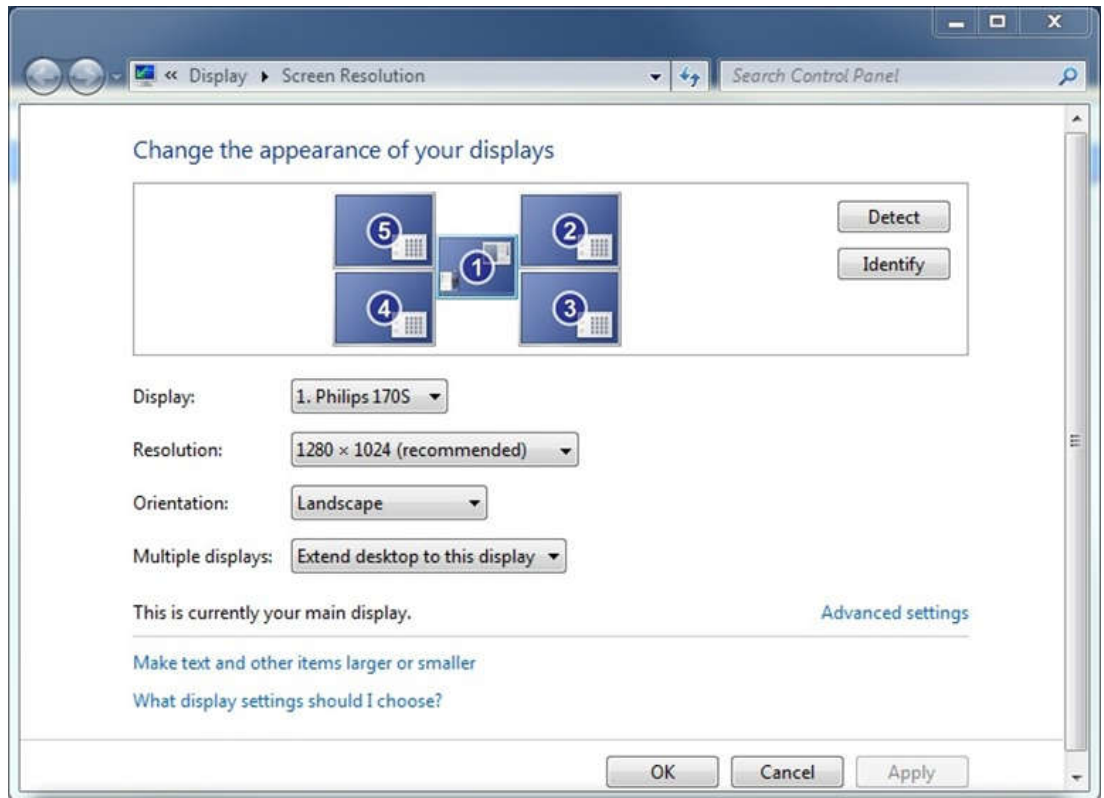 « Display Screen Resolution
Search Control Panel
Change the appearance of your displays
5 2
1
4 3
Detect
Identify
Display: 1. Philips 170S
Resolution: 1280 × 1024 (recommended)
Orientation: Landscape
Multiple displays: Extend desktop to this display
This is currently your main display. Advanced settings
Make text and other items larger or smaller
What display settings should I choose?
OK Cancel Apply